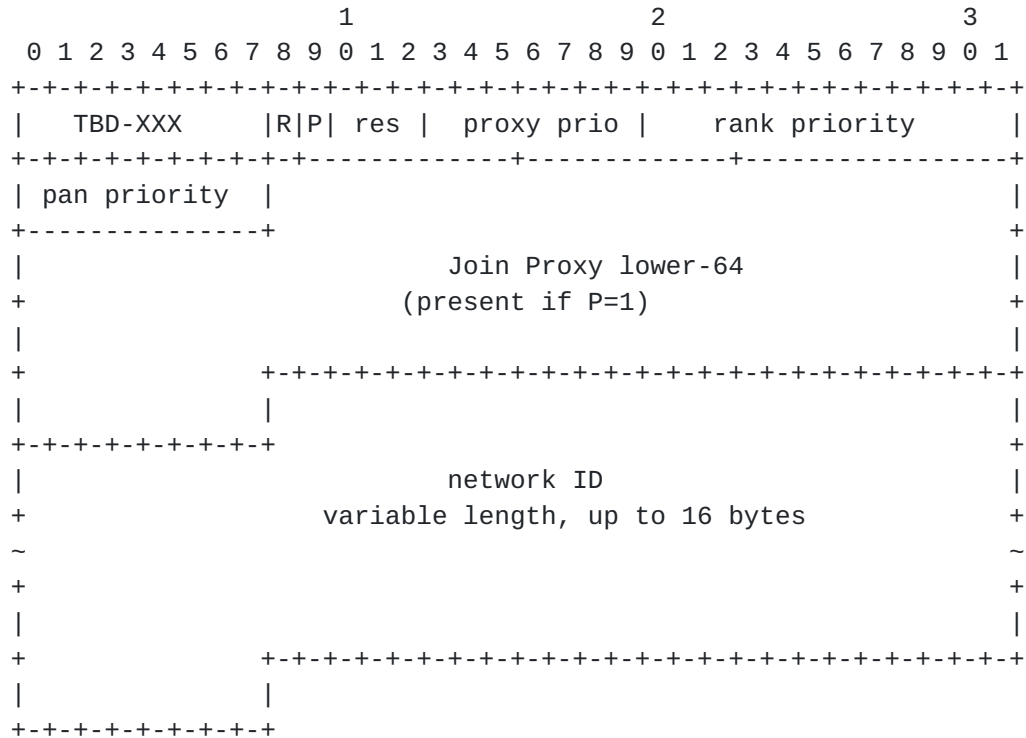 1                   2                   3
 0 1 2 3 4 5 6 7 8 9 0 1 2 3 4 5 6 7 8 9 0 1 2 3 4 5 6 7 8 9 0 1
+-+-+-+-+-+-+-+-+-+-+-+-+-+-+-+-+-+-+-+-+-+-+-+-+-+-+-+-+-+-+-+-+
|   TBD-XXX     |R|P| res |  proxy prio |    rank priority      |
+-+-+-+-+-+-+-+-+-+-------------+-------------+-----------------+
| pan priority  |                                               |
+---------------+                                               +
|                           Join Proxy lower-64                 |
+                        (present if P=1)                       +
|                                                               |
+               +-+-+-+-+-+-+-+-+-+-+-+-+-+-+-+-+-+-+-+-+-+-+-+-+
|               |                                               |
+-+-+-+-+-+-+-+-+                                               +
|                           network ID                          |
+                   variable length, up to 16 bytes             +
~                                                               ~
+                                                               +
|                                                               |
+               +-+-+-+-+-+-+-+-+-+-+-+-+-+-+-+-+-+-+-+-+-+-+-+-+
|               |
+-+-+-+-+-+-+-+-+